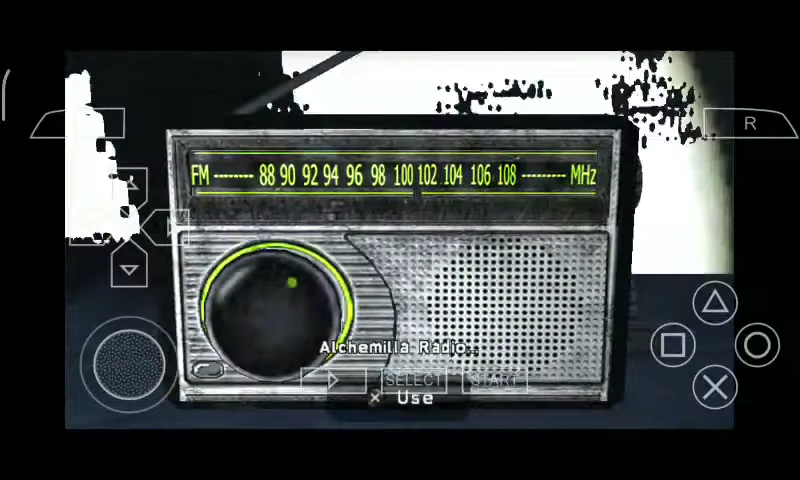 R
FM ------- 88 90 92 94 96 98 100 102 104 106 108 --------- MHz
Alchemilla Radio...
SELECT START
Use